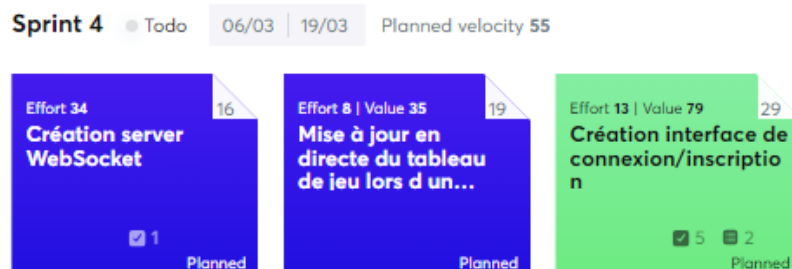 Sprint 4 Todo 06/03 19/03 Planned velocity 55
Effort 34 16
Création server
WebSocket
1
Planned
Effort 8 | Value 35 19
Mise à jour en
directe du tableau
de jeu lors d un...
Planned
Effort 13 | Value 79 29
Création interface de
connexion/inscriptio
n
5 2
Planned